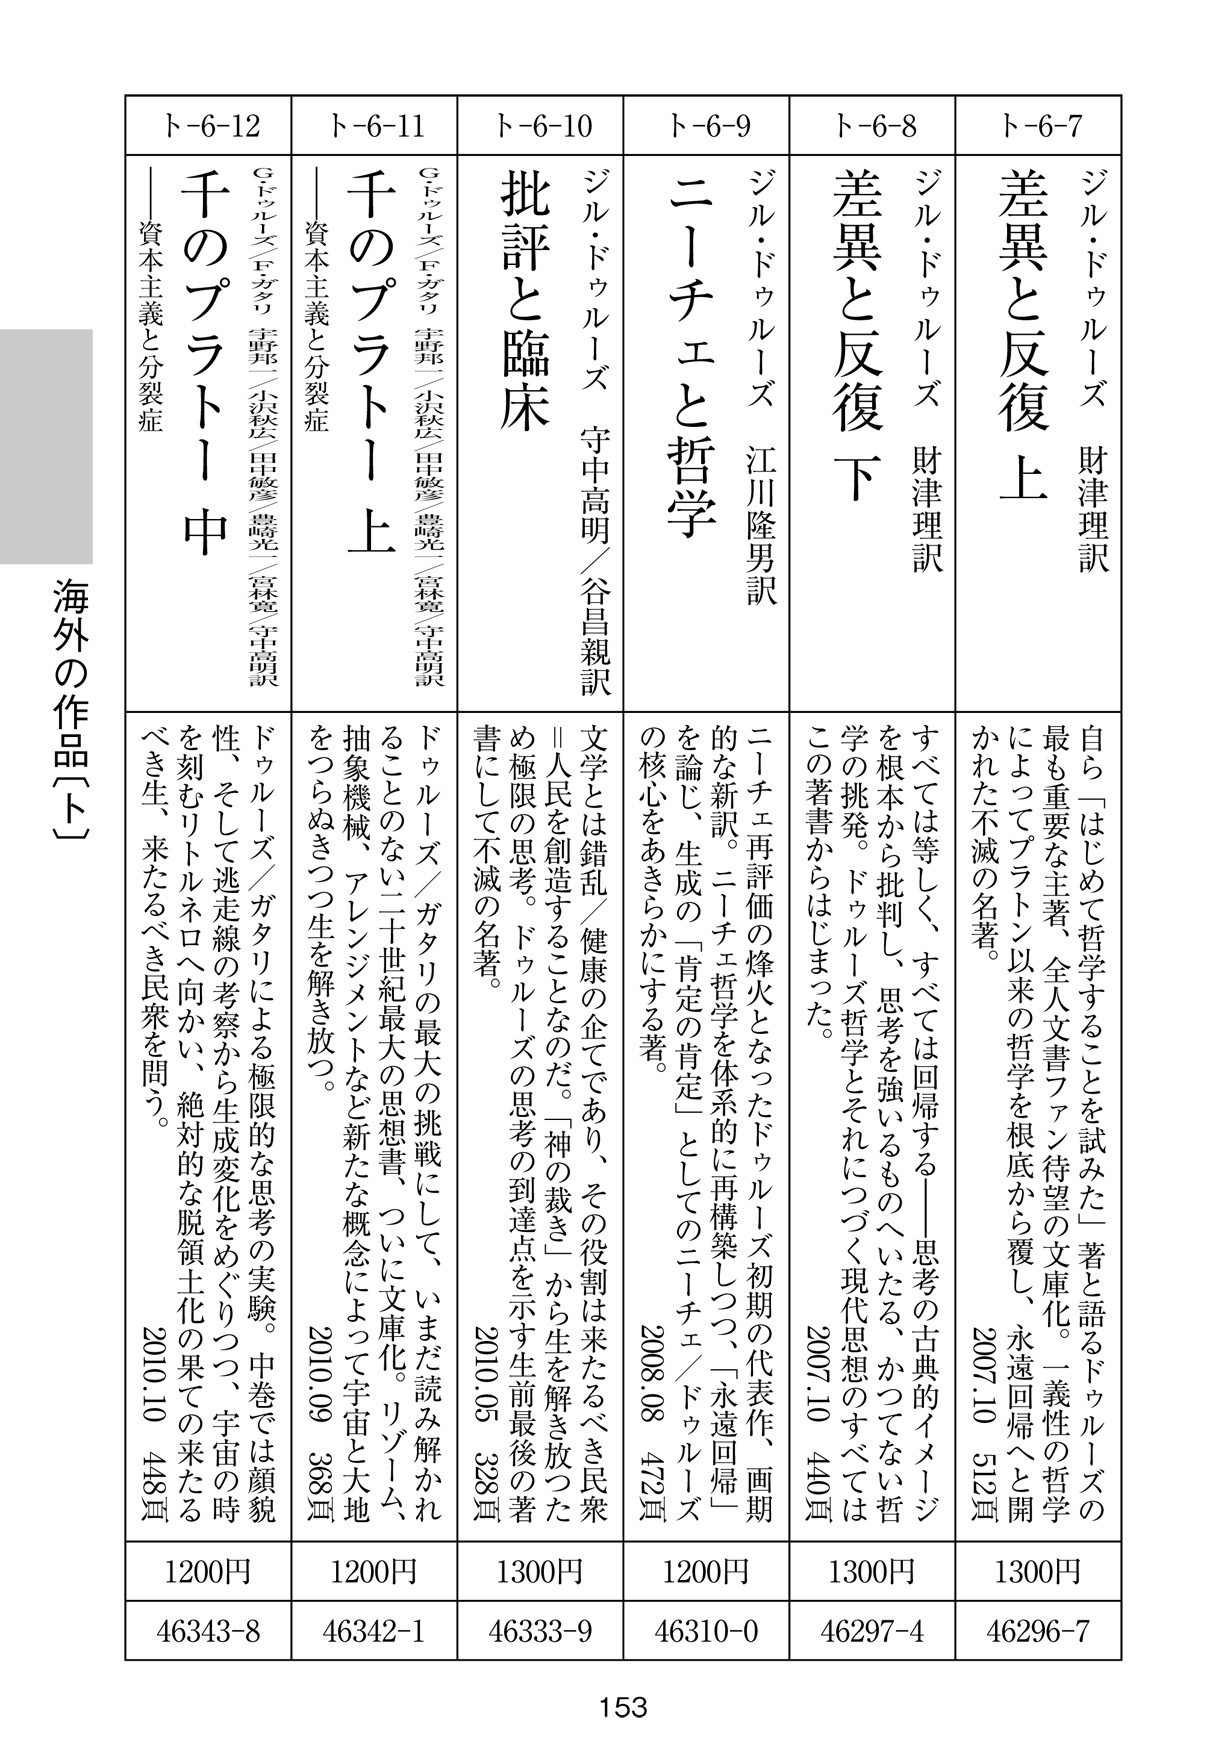 ト-6-7
ジル・ドゥルーズ　財津理訳
差異と反復 上
自ら「はじめて哲学することを試みた」著と語るドゥルーズの
最も重要な主著、全人文書ファン待望の文庫化。一義性の哲学
によってプラトン以来の哲学を根底から覆し、永遠回帰へと開
かれた不滅の名著。
2007.10　512頁
1300円
46296-7
ト-6-8
ジル・ドゥルーズ　財津理訳
差異と反復 下
すべては等しく、すべては回帰する――思考の古典的イメージ
を根本から批判し、思考を強いるものへいたる、かつてない哲
学の挑発。ドゥルーズ哲学とそれにつづく現代思想のすべては
この著書からはじまった。
2007.10　440頁
1300円
46297-4
ト-6-9
ジル・ドゥルーズ　江川隆男訳
ニーチェと哲学
ニーチェ再評価の烽火となったドゥルーズ初期の代表作、画期
的な新訳。ニーチェ哲学を体系的に再構築しつつ、「永遠回帰」
を論じ、生成の「肯定の肯定」としてのニーチェ／ドゥルーズ
の核心をあきらかにする著。
2008.08　472頁
1200円
46310-0
ト-6-10
ジル・ドゥルーズ　守中高明／谷昌親訳
批評と臨床
文学とは錯乱／健康の企てであり、その役割は来たるべき民衆
＝人民を創造することなのだ。「神の裁き」から生を解き放つた
め極限の思考。ドゥルーズの思考の到達点を示す生前最後の著
書にして不滅の名著。
2010.05　328頁
1300円
46333-9
ト-6-11
G・ドゥルーズ／F・ガタリ　宇野邦一／小沢秋広／田中敏彦／豊崎光一／宮林寛／守中高明訳
千のプラトー 上
――資本主義と分裂症
ドゥルーズ／ガタリの最大の挑戦にして、いまだ読み解かれ
ることのない二十世紀最大の思想書、ついに文庫化。リゾーム、
抽象機械、アレンジメントなど新たな概念によって宇宙と大地
をつらぬきつつ生を解き放つ。
2010.09　368頁
1200円
46342-1
ト-6-12
G・ドゥルーズ／F・ガタリ　宇野邦一／小沢秋広／田中敏彦／豊崎光一／宮林寛／守中高明訳
千のプラトー 中
――資本主義と分裂症
ドゥルーズ／ガタリによる極限的な思考の実験。中巻では顔貌
性、そして逃走線の考察から生成変化をめぐりつつ、宇宙の時
を刻むリトルネロへ向かい、絶対的な脱領土化の果ての来たる
べき生、来たるべき民衆を問う。
2010.10　448頁
1200円
46343-8
海外の作品〔ト〕
153